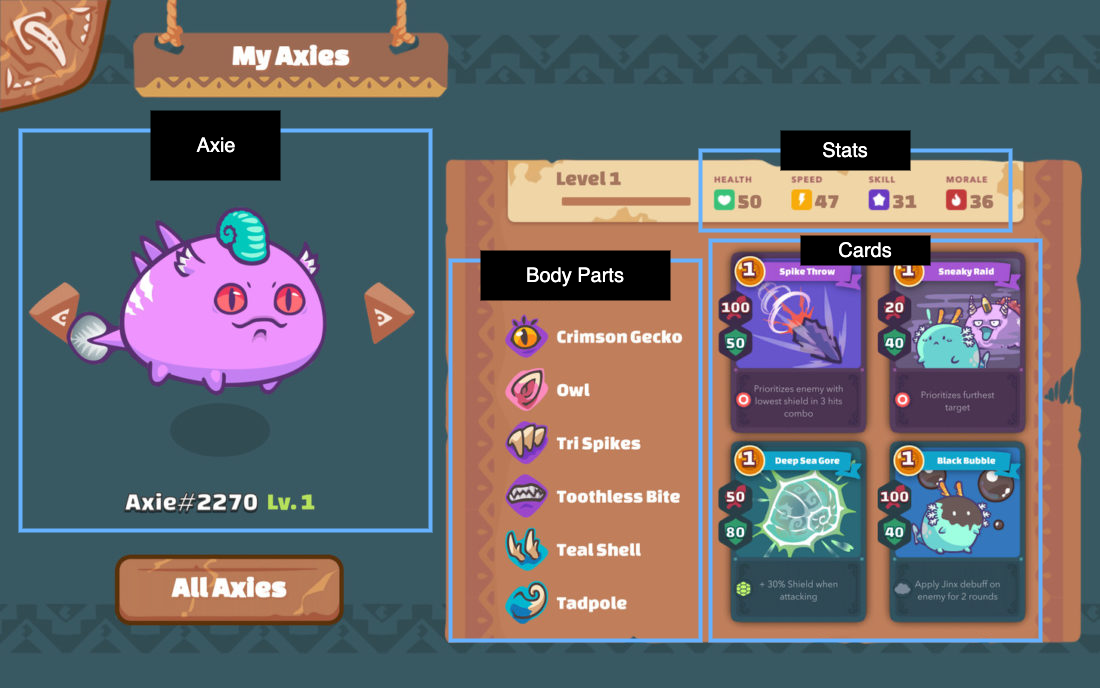 My Axies
Axie
Axie#2270 Lv. 1
All Axies
Level 1
Stats
HEALTH SPEED SKILL MORALE
50 47 31 36
Body Parts
Crimson Gecko
Owl
Tri Spikes
Toothless Bite
Teal Shell
Tadpole
Cards
1 Spike Throw
100
50
Prioritizes enemy with
lowest shield in 3 hits
combo
1 Sneaky Raid
20
40
Prioritizes furthest
target
1 Deep Sea Gore
50
80
+ 30% Shield when
attacking
1 Black Bubble
100
40
Apply Jinx debuff on
enemy for 2 rounds